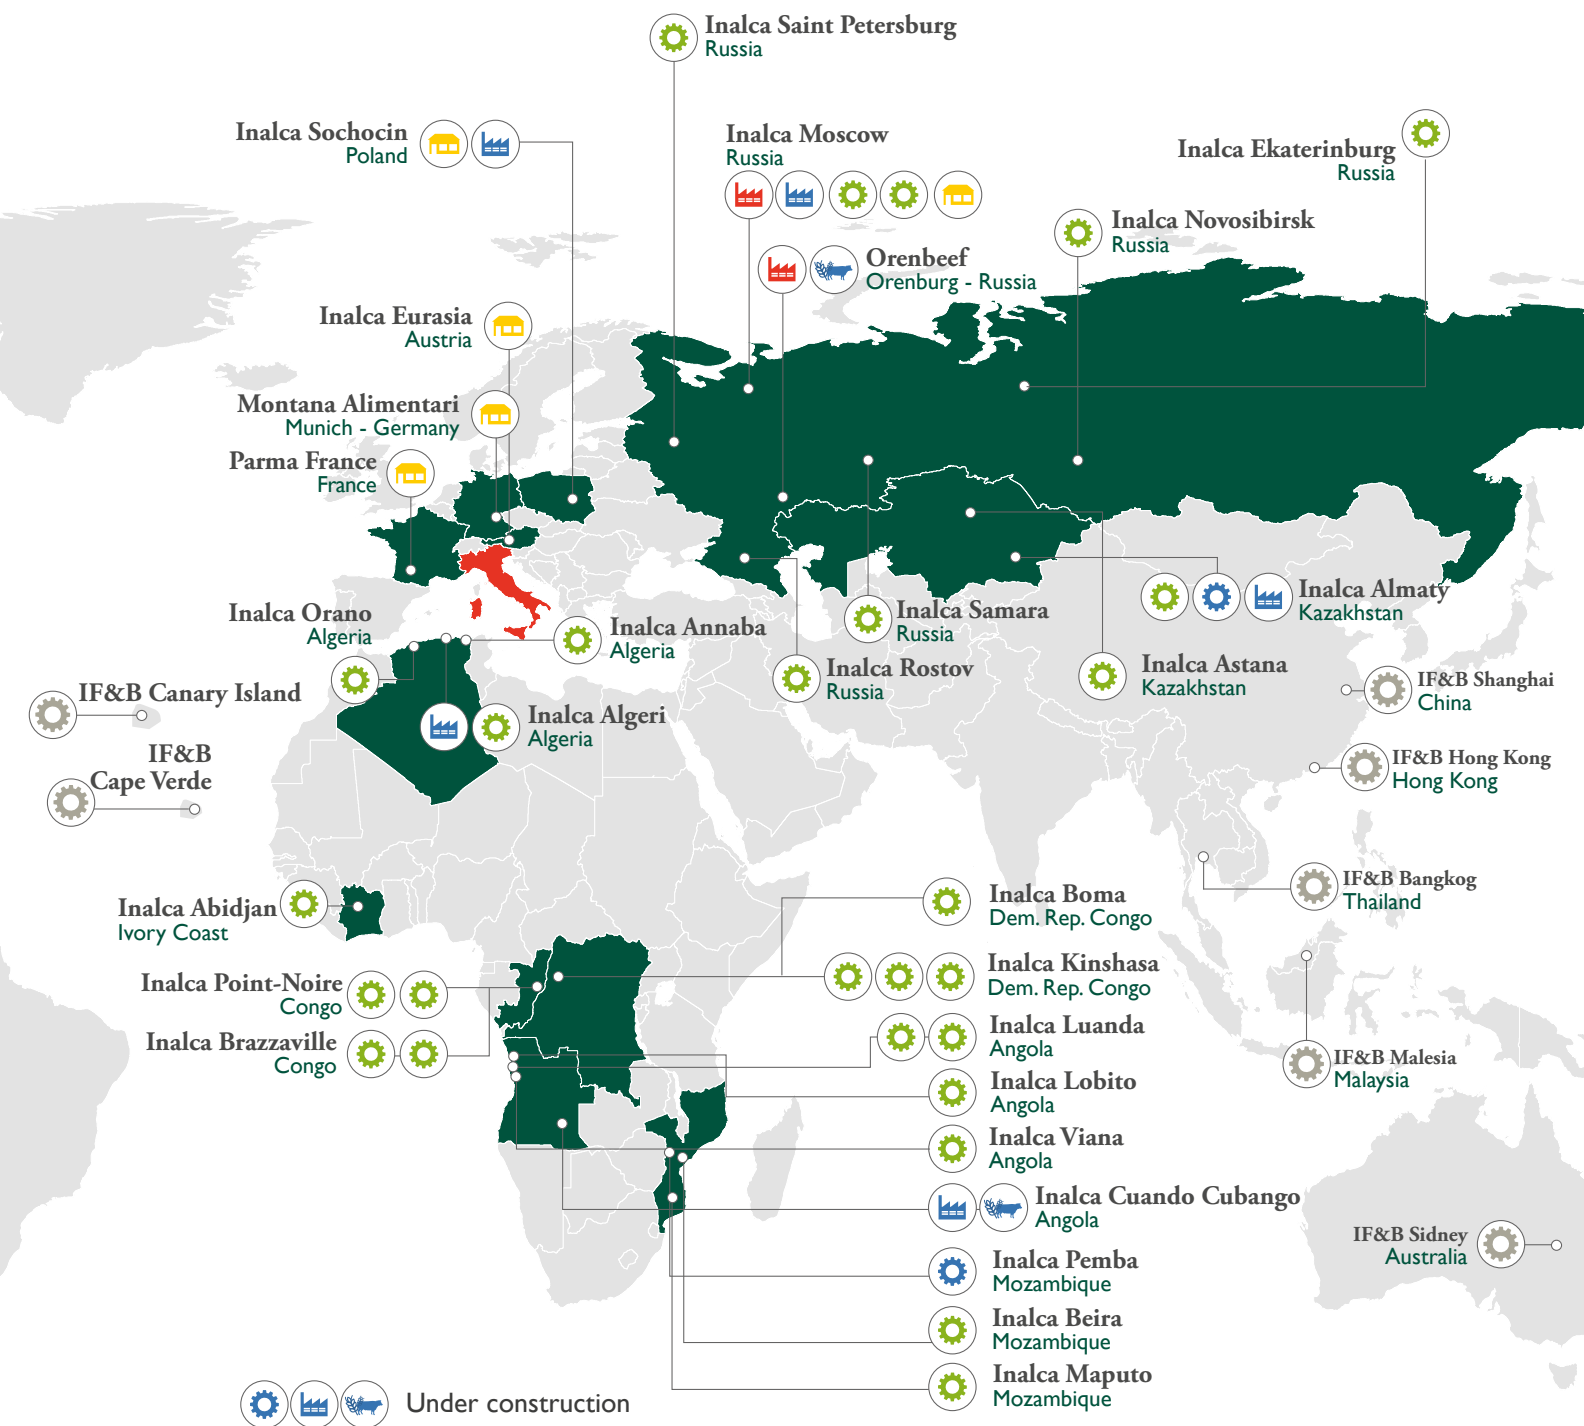 Inalca Saint Petersburg
Russia
Inalca Sochocin
Poland
Inalca Moscow
Russia
Inalca Ekaterinburg
Russia
Inalca Novosibirsk
Russia
Orenbeef
Orenburg - Russia
Inalca Eurasia
Austria
Montana Alimentari
Munich - Germany
Parma France
France
Inalca Orano
Algeria
Inalca Annaba
Algeria
Inalca Samara
Russia
Inalca Almaty
Kazakhstan
Inalca Rostov
Russia
Inalca Astana
Kazakhstan
IF&B Canary Island
IF&B Shanghai
China
Inalca Algeri
Algeria
IF&B
Cape Verde
IF&B Hong Kong
Hong Kong
IF&B Bangkog
Thailand
Inalca Abidjan
Ivory Coast
Inalca Boma
Dem. Rep. Congo
Inalca Point-Noire
Congo
Inalca Kinshasa
Dem. Rep. Congo
Inalca Brazzaville
Congo
Inalca Luanda
Angola
IF&B Malesia
Malaysia
Inalca Lobito
Angola
Inalca Viana
Angola
Inalca Cuando Cubango
Angola
IF&B Sidney
Australia
Inalca Pemba
Mozambique
Inalca Beira
Mozambique
Inalca Maputo
Mozambique
Under construction